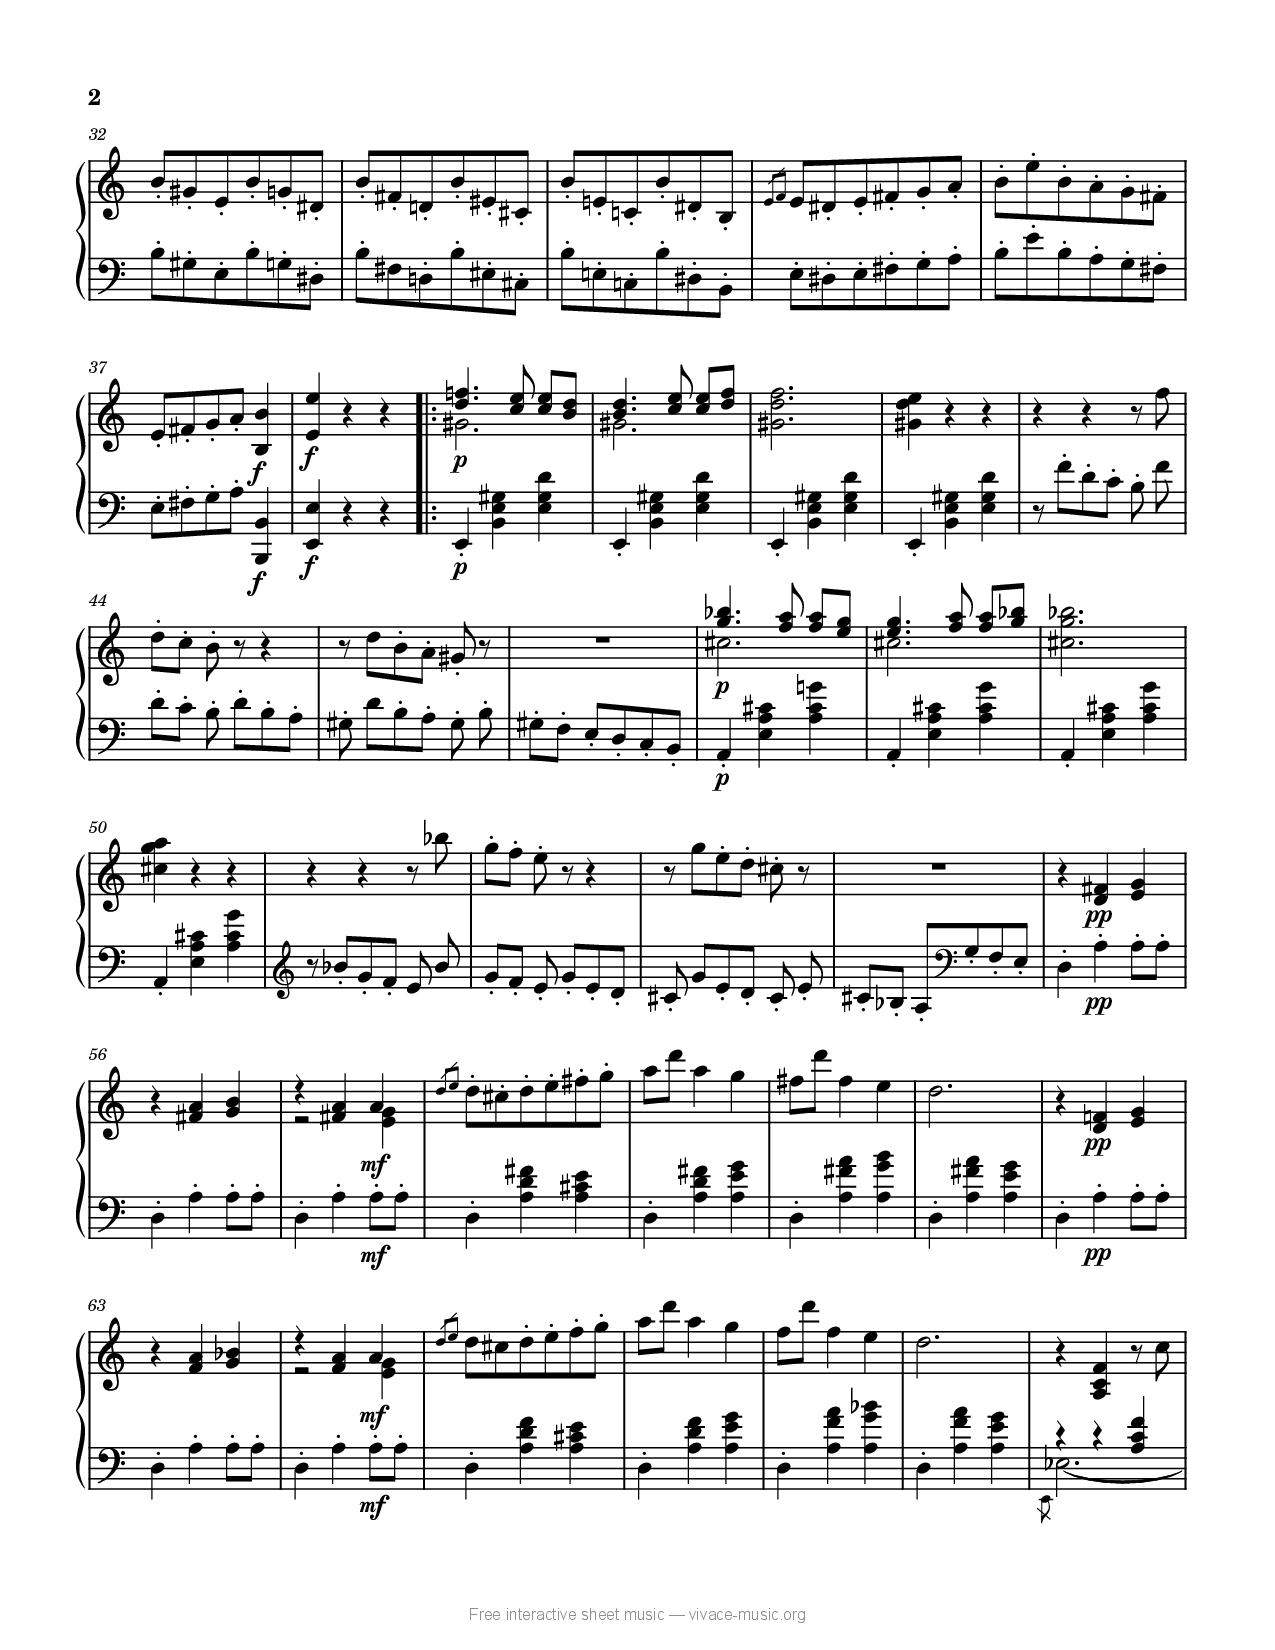 2
32
37
f f p
f f p
44
p
p
50
pp
pp
56
mf pp
mf pp
63
mf
mf
Free interactive sheet music — vivace-music.org